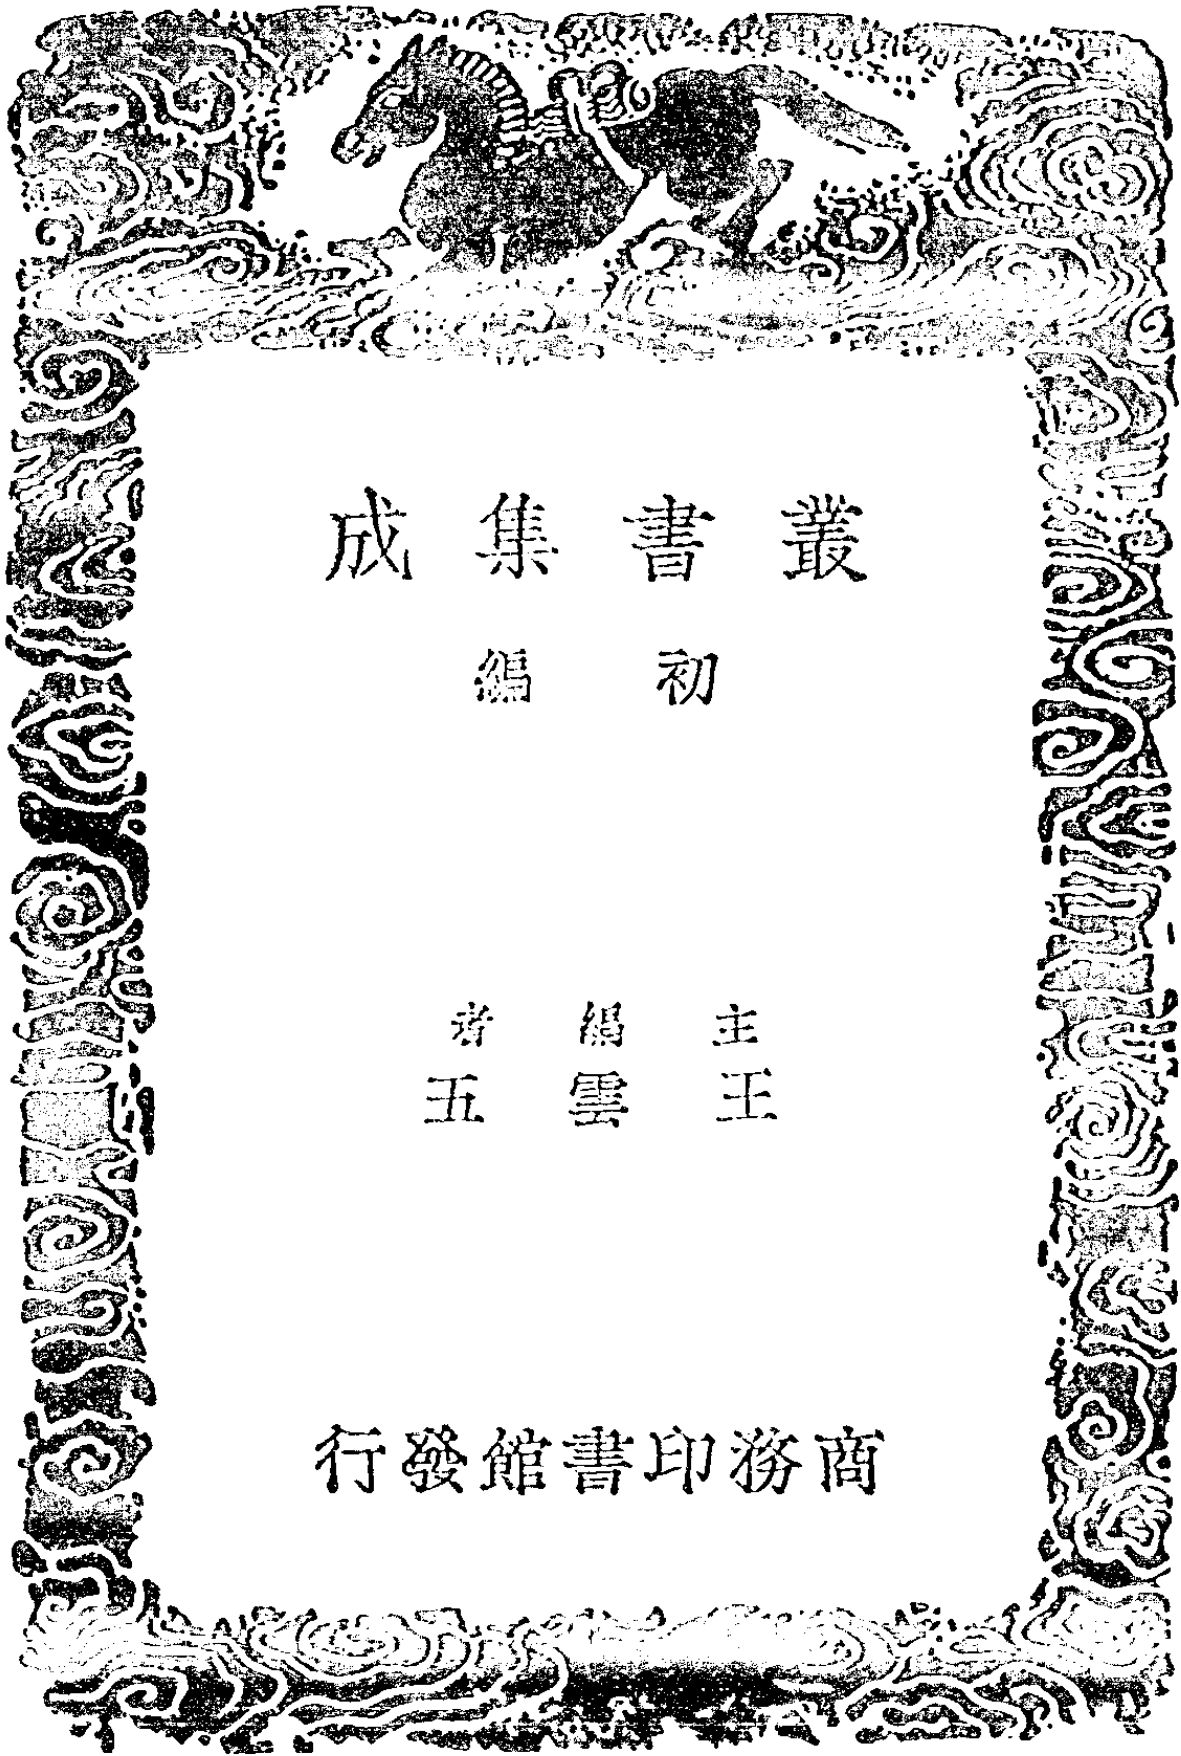 叢書集成
初編
主編者
王雲五
商務印書館發行